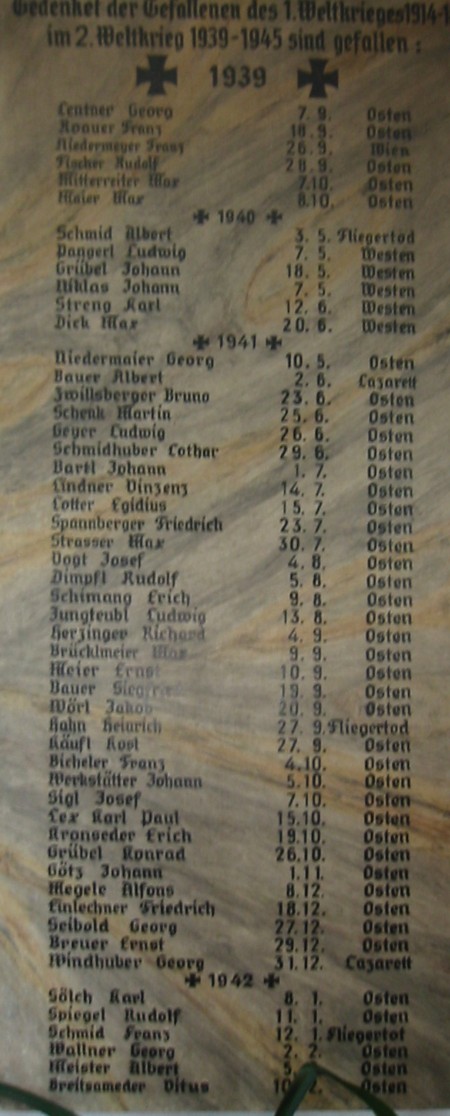 Gedenket der Gefallenen des 1. Weltkrieges 1914-1
im 2. Weltkrieg 1939-1945 sind gefallen :
1939
Lentner Georg 7. 9. Osten
Knauer Franz 18. 9. Osten
Niedermeyer Franz 26. 9. Wien
Fischer Rudolf 28. 9. Osten
Mitterreiter Max 7.10. Osten
Maier Max 8.10. Osten
1940
Schmid Albert 3. 5. Fliegertod
Dangerl Ludwig 7. 5. Westen
Grübel Johann 18. 5. Westen
Niklas Johann 7. 5. Westen
Streng Karl 12. 6. Westen
Dick Max 20. 6. Westen
1941
Niedermaier Georg 10. 5. Osten
Bauer Albert 2. 6. Lazarett
Zwillsberger Bruno 23. 6. Osten
Schenk Martin 25. 6. Osten
Geyer Ludwig 26. 6. Osten
Schmidhuber Lothar 29. 6. Osten
Bartl Johann 1. 7. Osten
Lindner Vinzenz 14. 7. Osten
Lotter Egidius 15. 7. Osten
Spannberger Friedrich 23. 7. Osten
Strasser Max 30. 7. Osten
Vogt Josef 4. 8. Osten
Dimpfl Rudolf 5. 8. Osten
Schimang Erich 9. 8. Osten
Jungteubl Ludwig 13. 8. Osten
Herzinger Richard 4. 9. Osten
Brücklmeier Max 9. 9. Osten
Meier Ernst 10. 9. Osten
Bauer 19. 9. Osten
Wörl Jakob 20. 9. Osten
Hahn Heinrich 27. 9. Fliegertod
Käufl 27. 9. Osten
Bicheler Franz 4.10. Osten
Werkstätter Johann 5.10. Osten
Sigl Josef 7.10. Osten
Lex Karl Paul 15.10. Osten
Kronseder Erich 19.10. Osten
Grübel Konrad 26.10. Osten
Götz Johann 1.11. Osten
Megele Alfons 8.12. Osten
Einlechner Friedrich 18.12. Osten
Seibold Georg 27.12. Osten
Breuer Ernst 29.12. Osten
Windhuber Georg 31.12. Lazarett
1942
Sölch Karl 8. 1. Osten
Spiegel Rudolf 11. 1. Osten
Schmid Franz 12. 1. Fliegertot
Wallner Georg 2. 2. Osten
Meister Albert 5. Osten
Breitsameder Vitus 10. 2. Osten